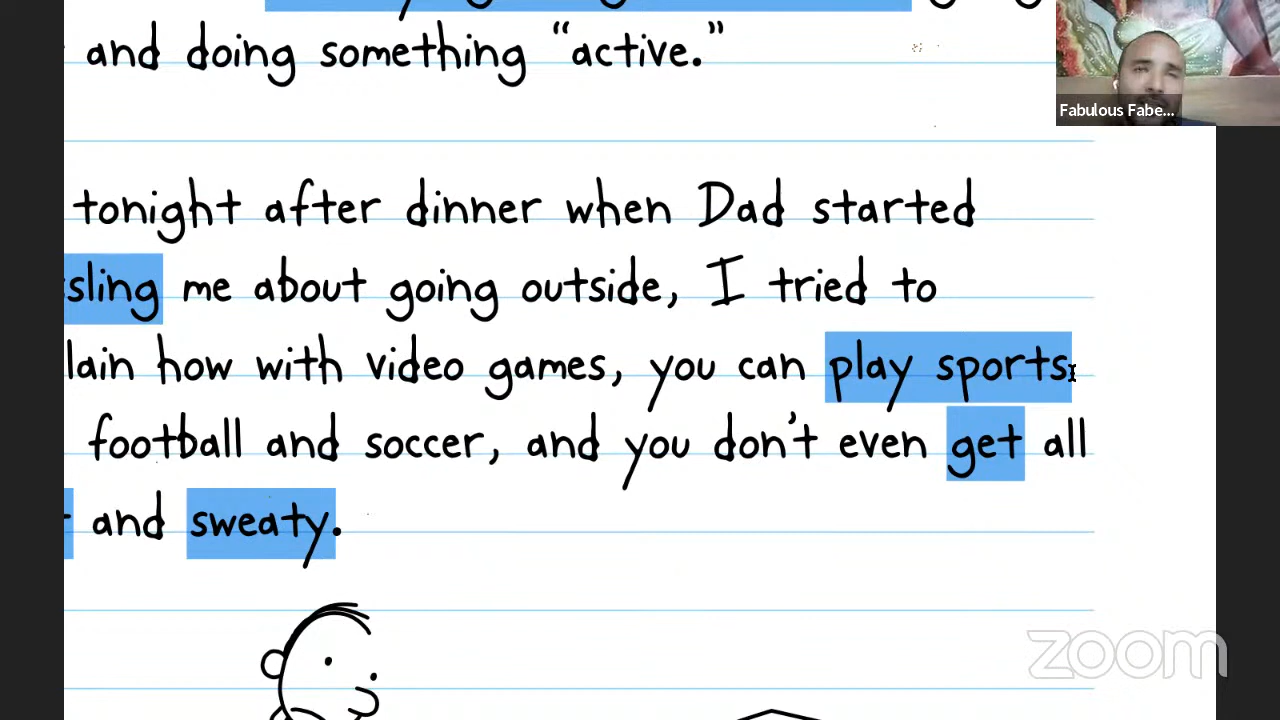 and doing something “active.”
Fabulous Fabe...
tonight after dinner when Dad started
sling me about going outside, I tried to
lain how with video games, you can play sports
football and soccer, and you don't even get all
and sweaty.
zoom